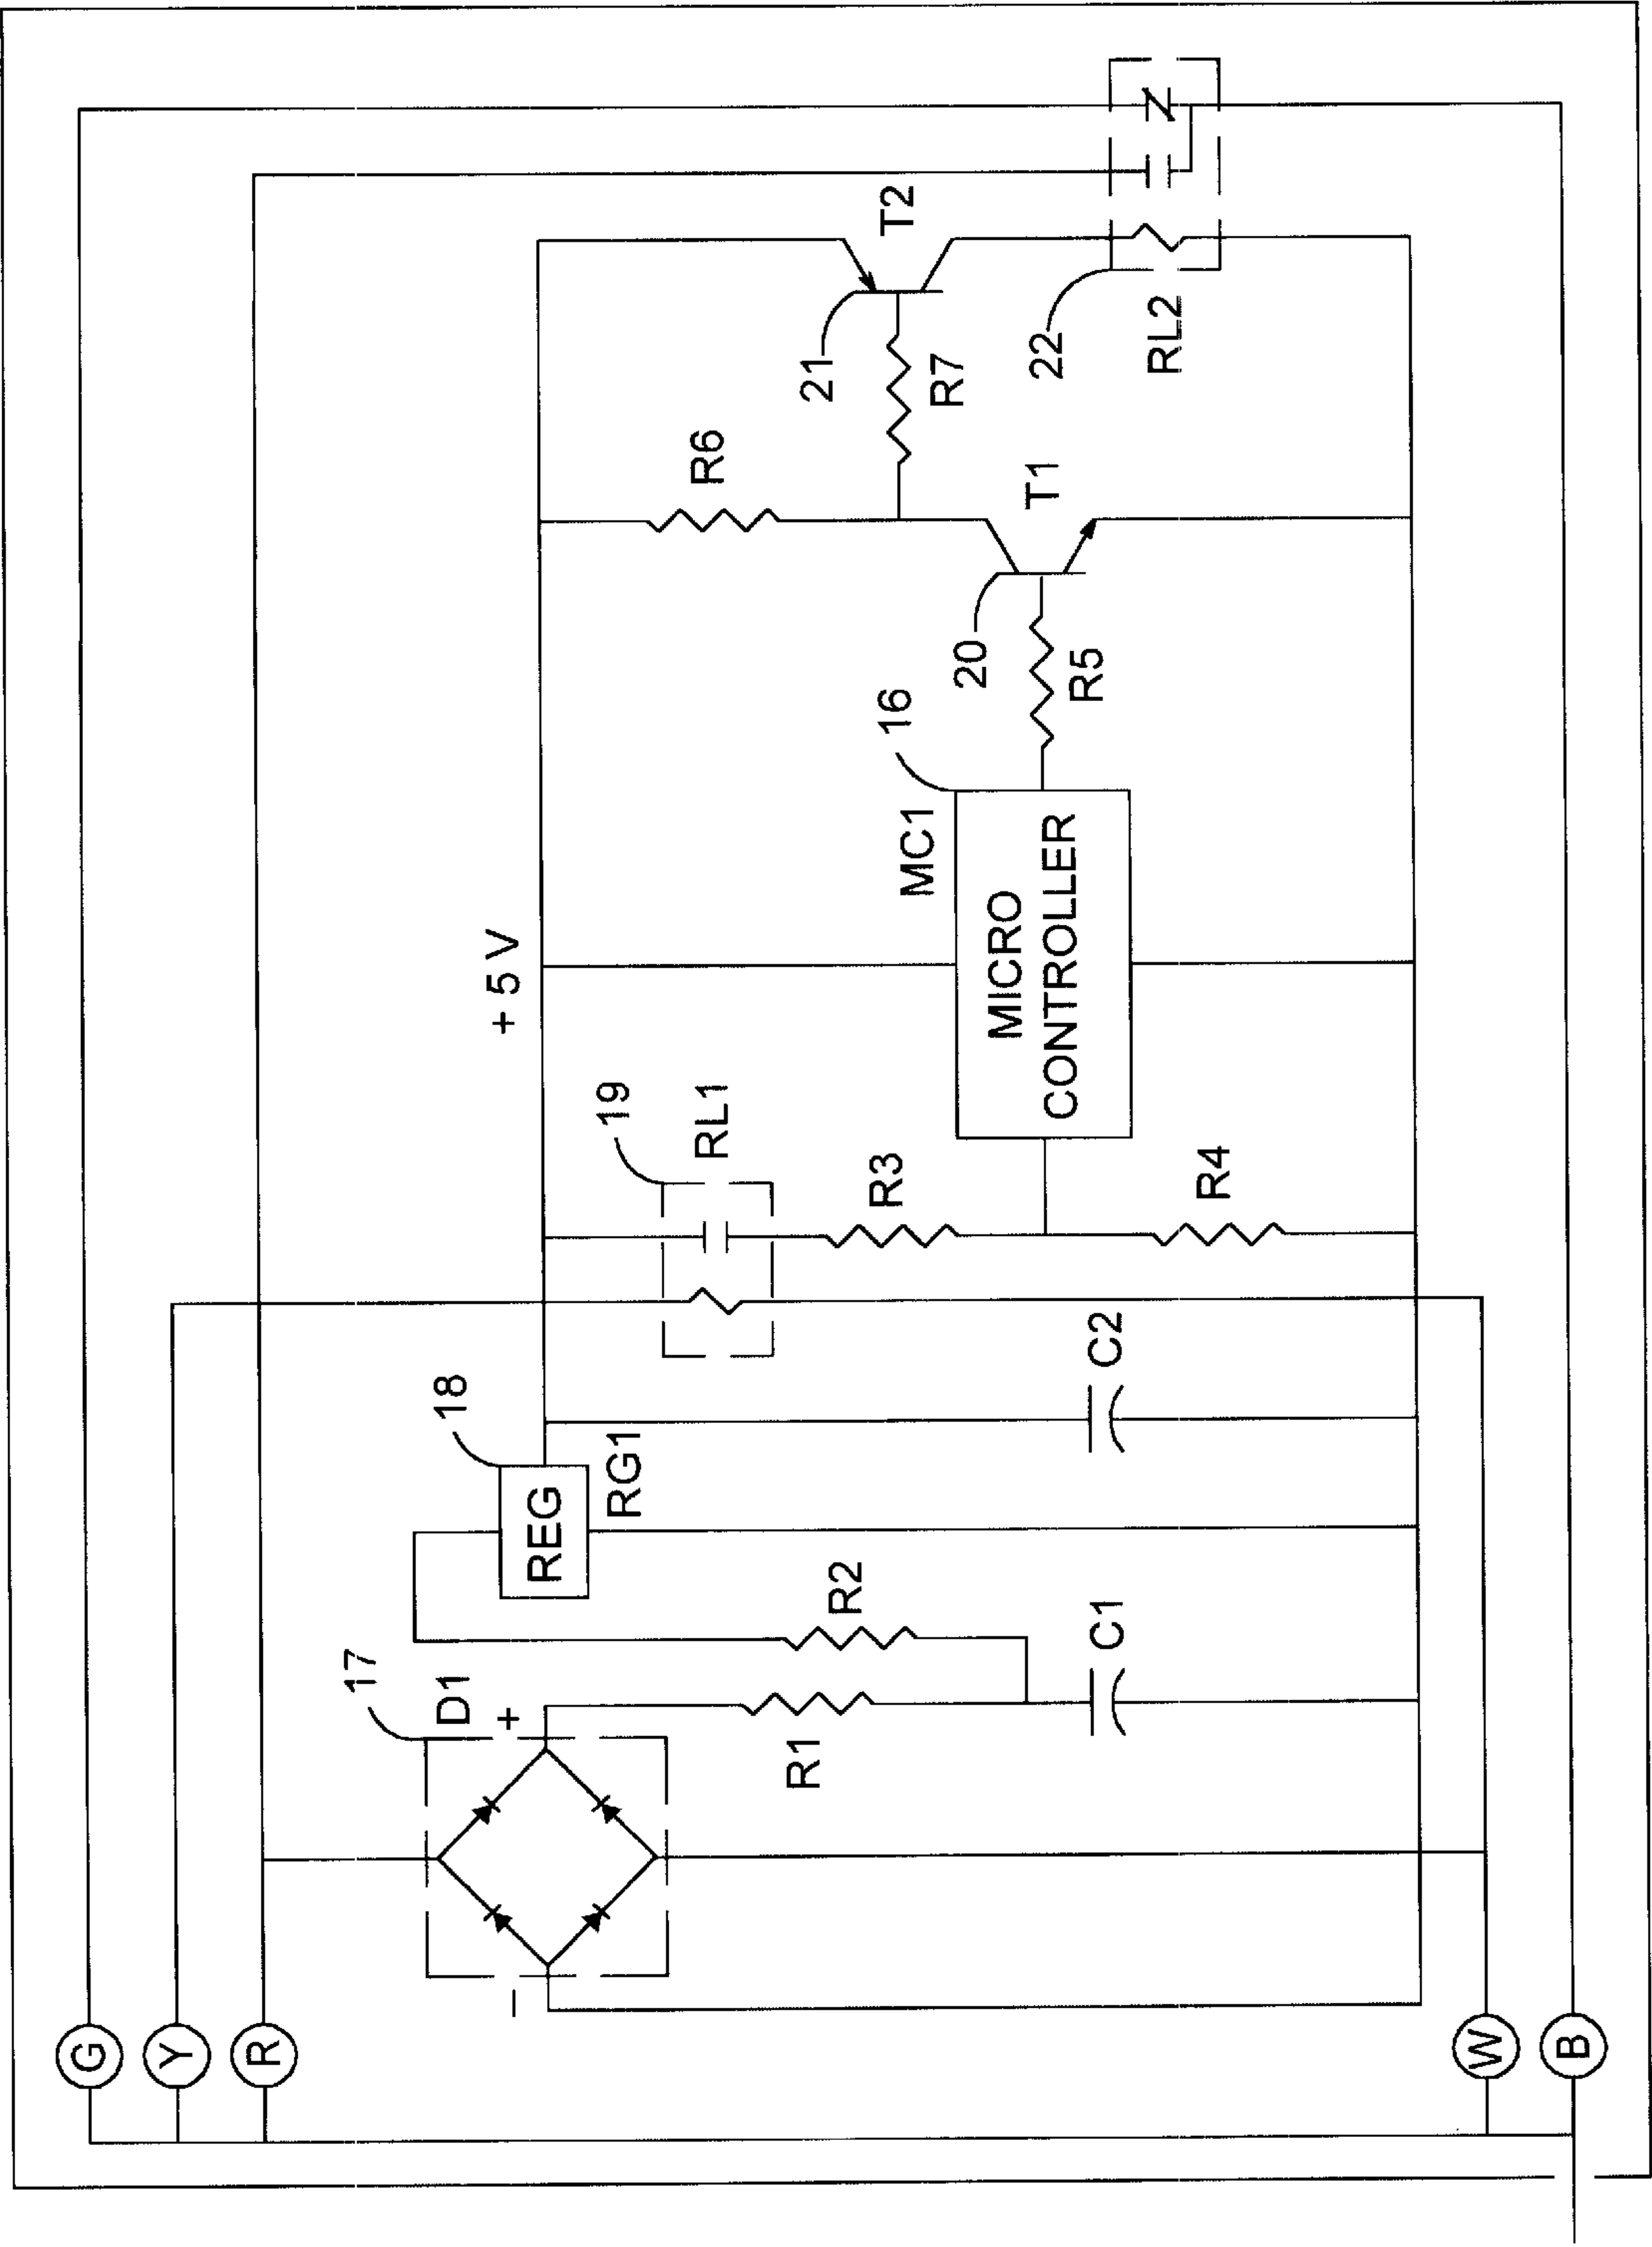 G
Y
R
W
B
17
D1
+
–
R1
R2
C1
18
REG
RG1
C2
19
RL1
R3
R4
+ 5 V
MC1
16
MICRO
CONTROLLER
R5
20
T1
R6
R7
21
T2
22
RL2